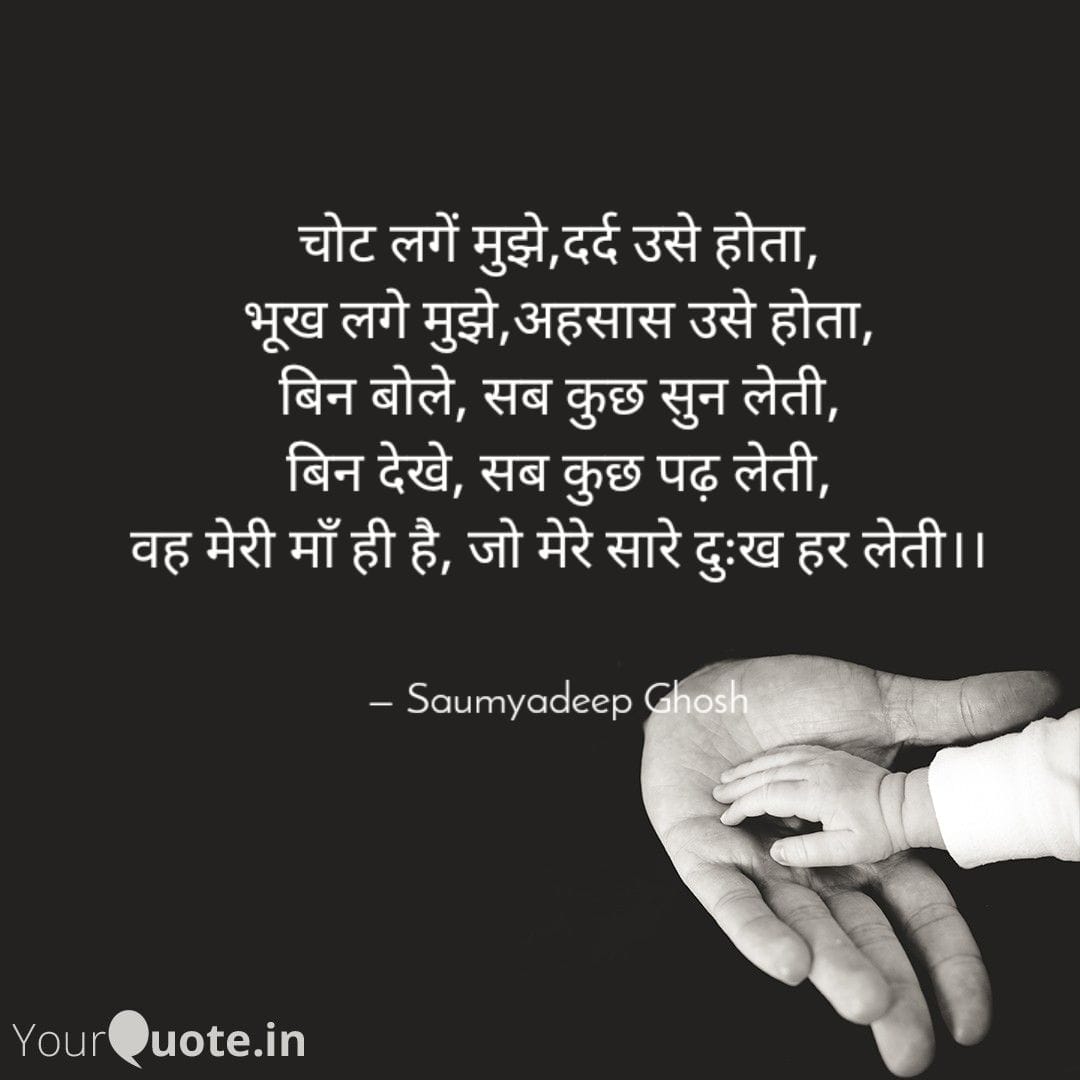 चोट लगें मुझे,दर्द उसे होता,
भूख लगे मुझे,अहसास उसे होता,
बिन बोले, सब कुछ सुन लेती,
बिन देखे, सब कुछ पढ़ लेती,
वह मेरी माँ ही है, जो मेरे सारे दुःख हर लेती।।
– Saumyadeep Ghosh
YourQuote.in